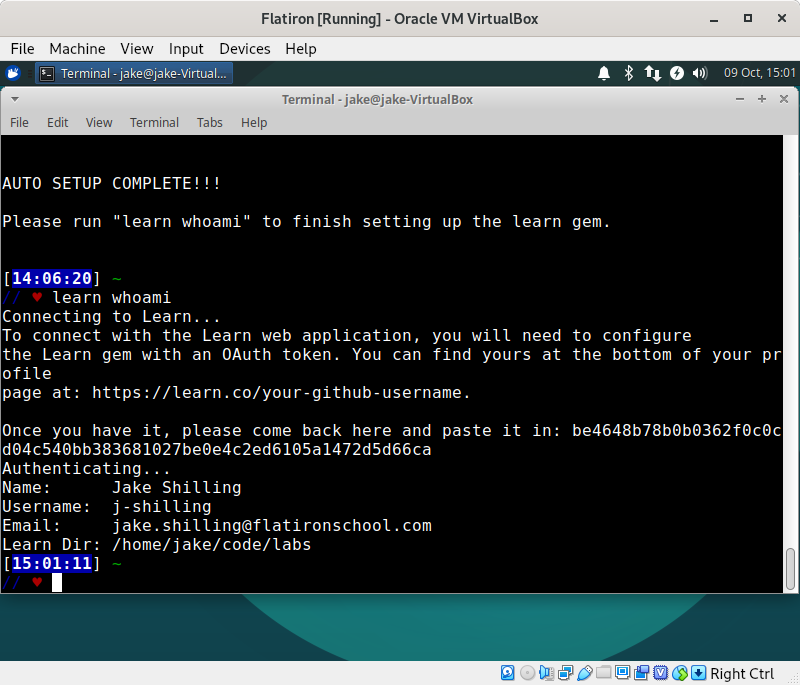 Flatiron [Running] - Oracle VM VirtualBox
File Machine View Input Devices Help
Terminal - jake@jake-Virtual... 09 Oct, 15:01
Terminal - jake@jake-VirtualBox
File Edit View Terminal Tabs Help
AUTO SETUP COMPLETE!!!
Please run "learn whoami" to finish setting up the learn gem.
[14:06:20] ~
// ♥ learn whoami
Connecting to Learn...
To connect with the Learn web application, you will need to configure
the Learn gem with an OAuth token. You can find yours at the bottom of your pr
ofile
page at: https://learn.co/your-github-username.
Once you have it, please come back here and paste it in: be4648b78b0b0362f0c0c
d04c540bb383681027be0e4c2ed6105a1472d5d66ca
Authenticating...
Name: Jake Shilling
Username: j-shilling
Email: jake.shilling@flatironschool.com
Learn Dir: /home/jake/code/labs
[15:01:11] ~
// ♥
Right Ctrl